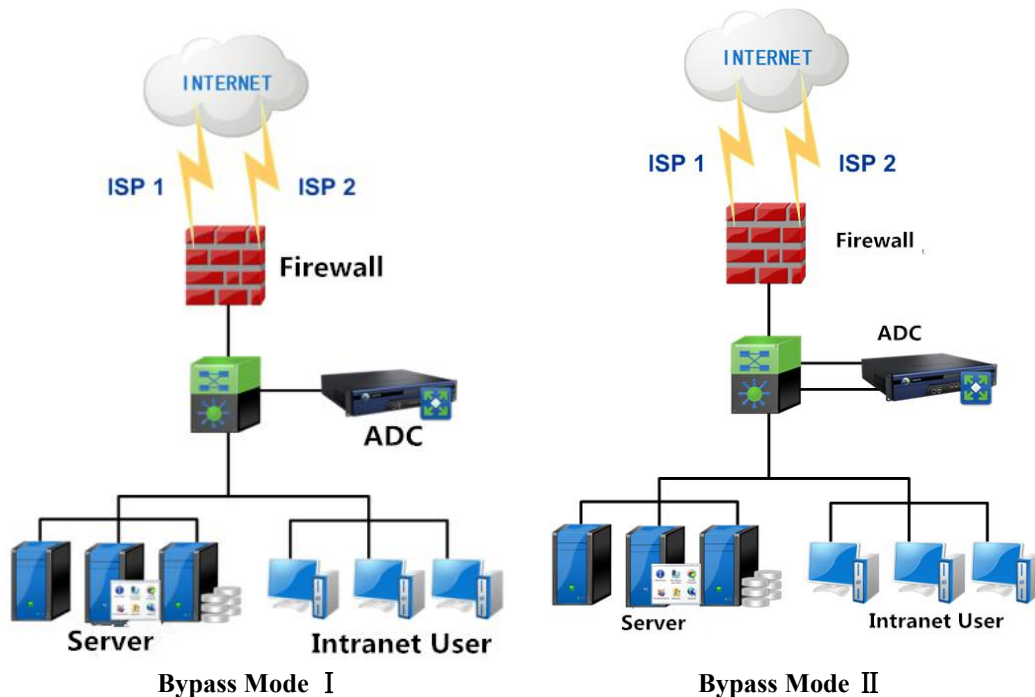 INTERNET
ISP 1
ISP 2
Firewall
ADC
Server
Intranet User
Bypass Mode Ⅰ
INTERNET
ISP 1
ISP 2
Firewall
ADC
Server
Intranet User
Bypass Mode Ⅱ